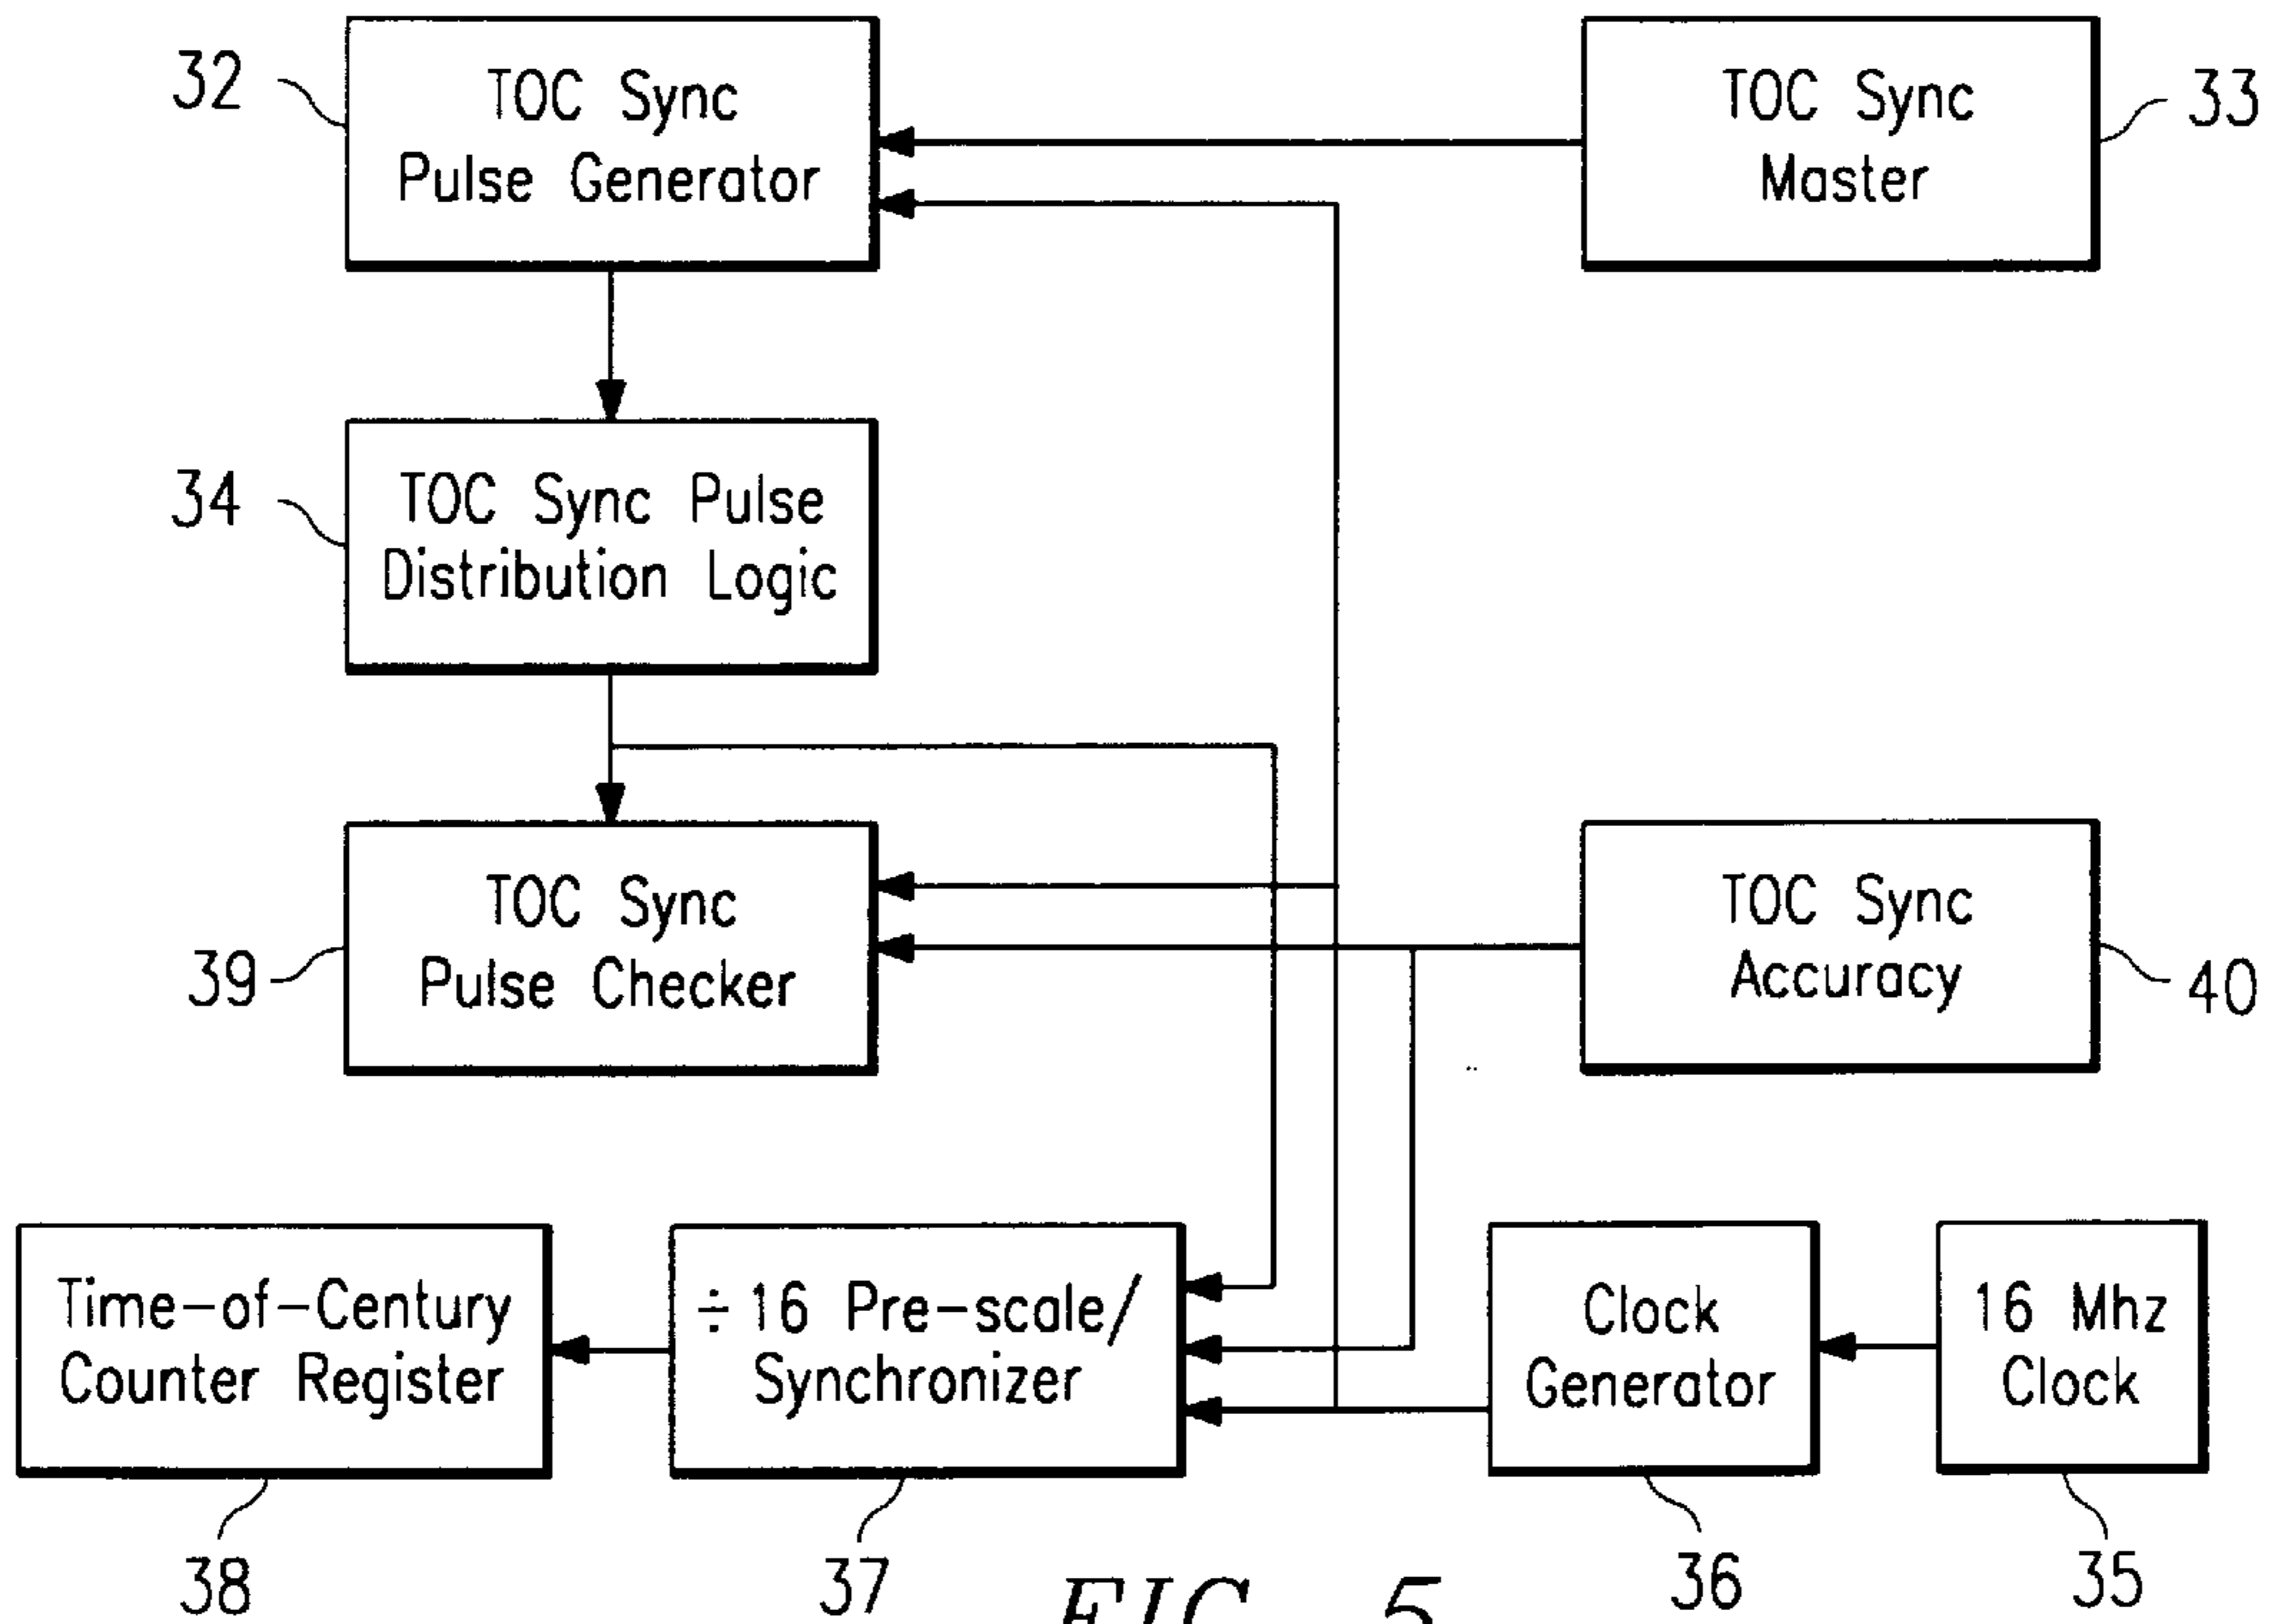 32
TOC Sync
Pulse Generator
TOC Sync
Master
33
34
TOC Sync Pulse
Distribution Logic
39
TOC Sync
Pulse Checker
TOC Sync
Accuracy
40
Time-of-Century
Counter Register
÷16 Pre-scale/
Synchronizer
Clock
Generator
16 Mhz
Clock
38
37
36
35
FIG. 5